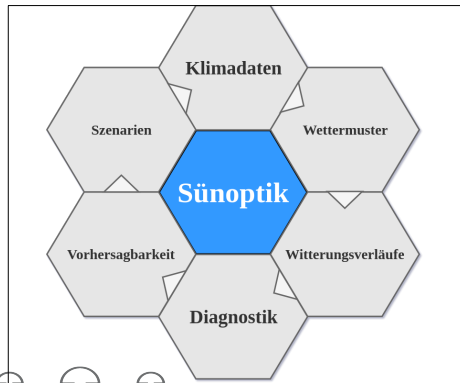 Klimadaten
Szenarien
Wettermuster
Sünoptik
Vorhersagbarkeit
Witterungsverläufe
Diagnostik